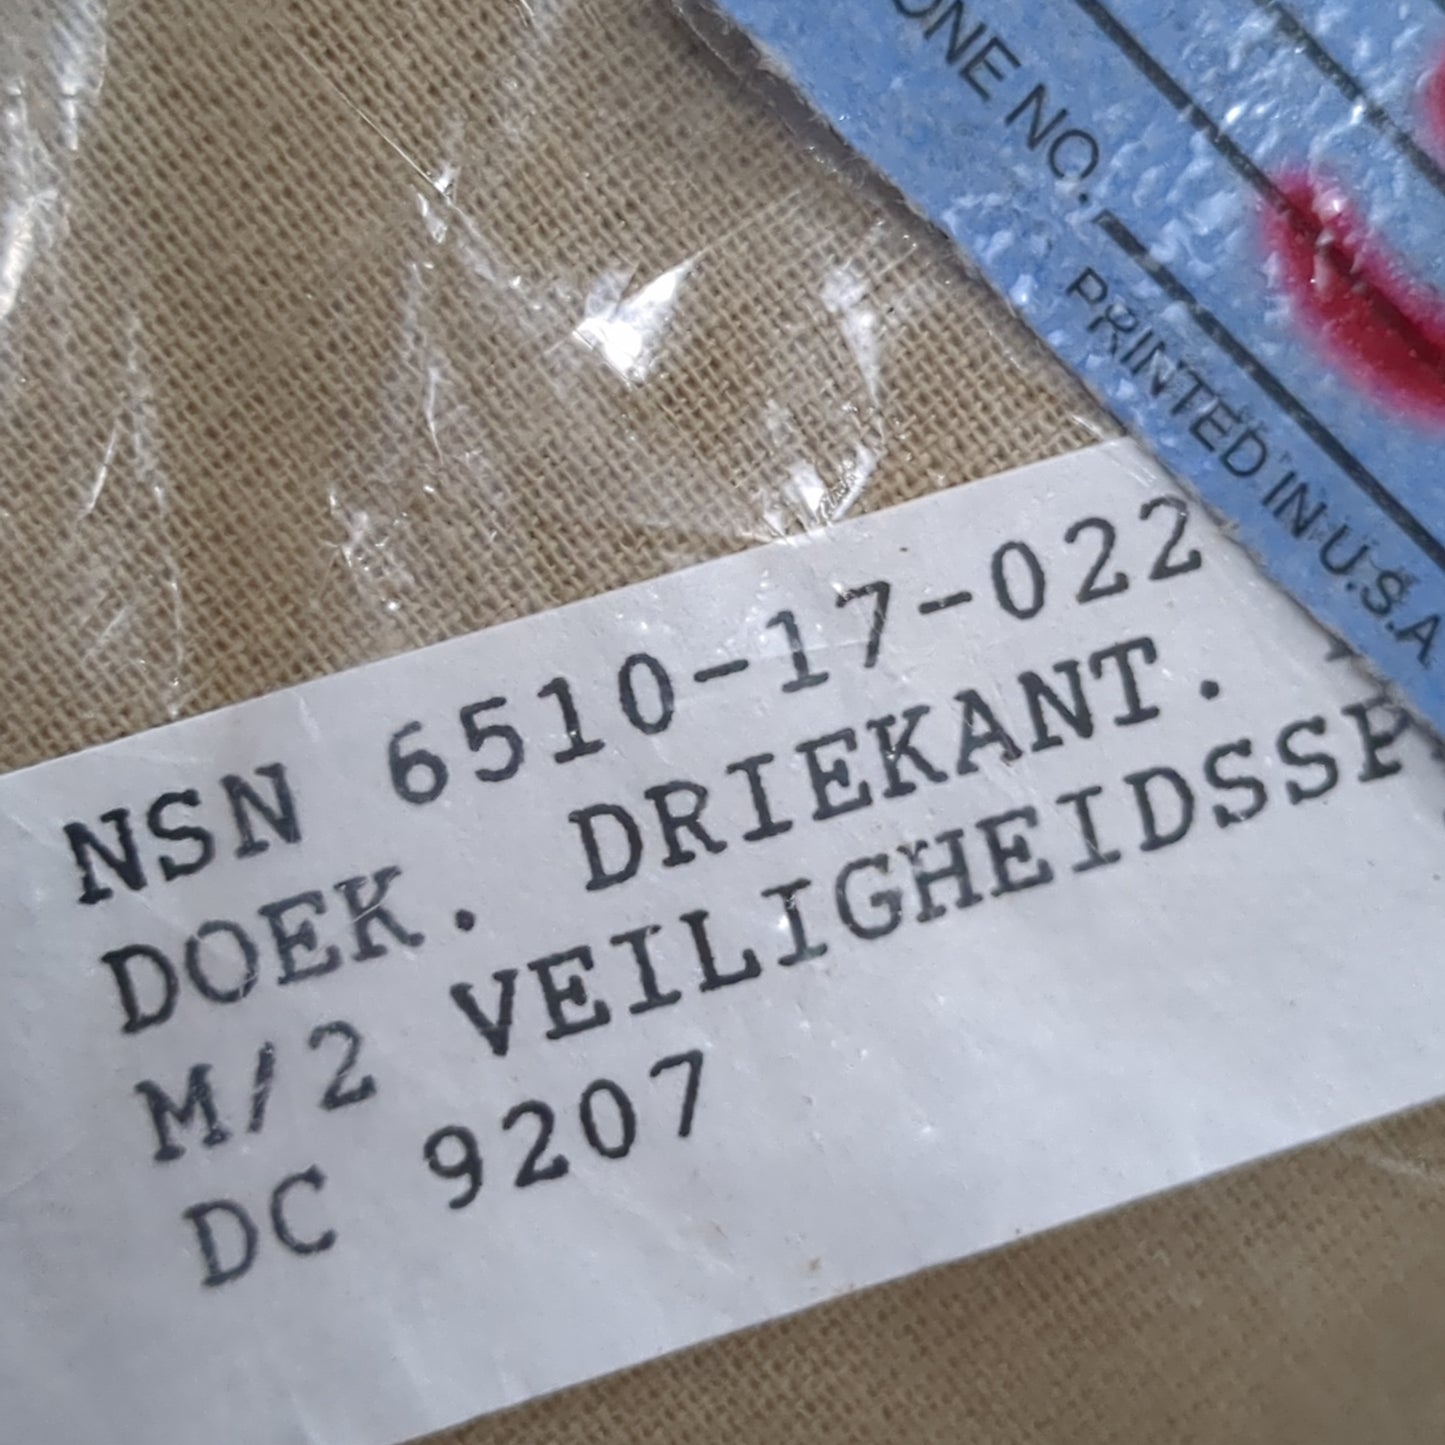 ONE NO.
PRINTED IN U.S.A
NSN 6510-17-022
DOEK. DRIEKANT.
M/2 VEILIGHEIDSSP
DC 9207